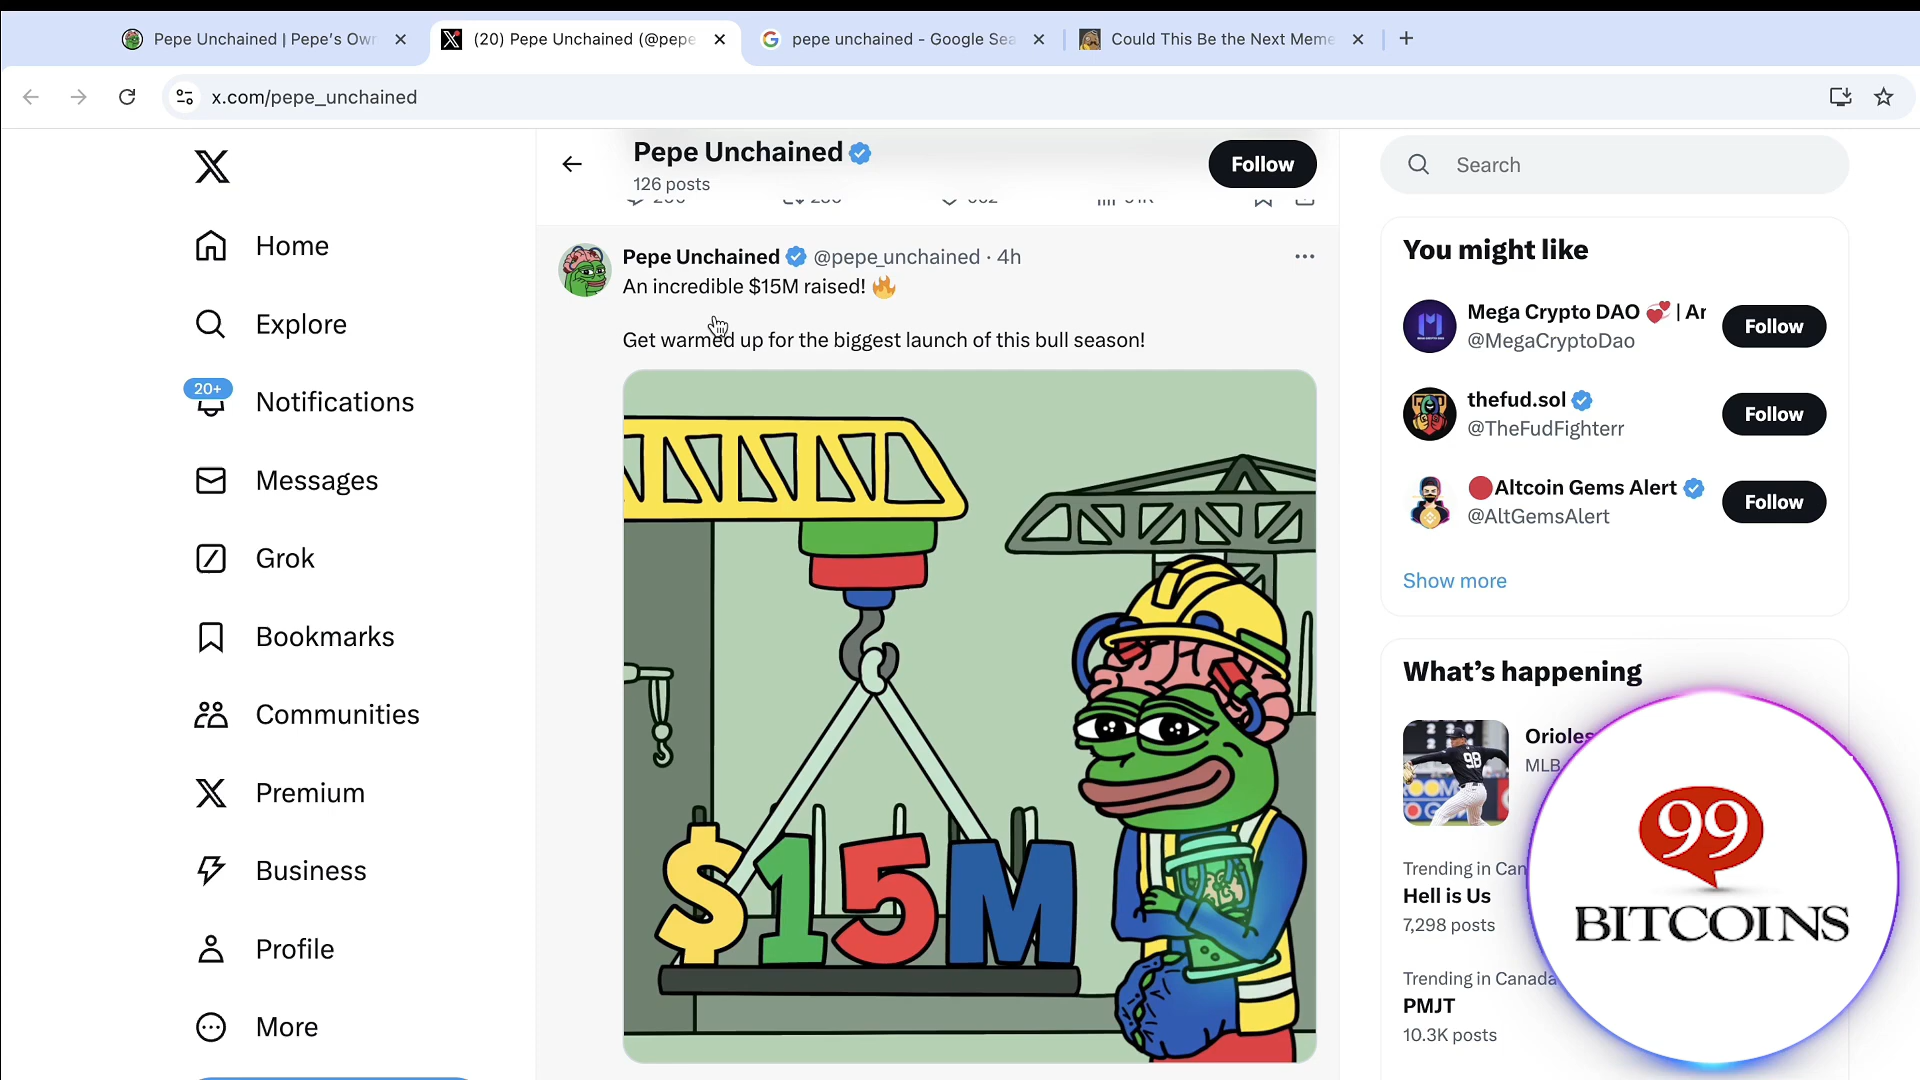 Pepe Unchained | Pepe's Own
(20) Pepe Unchained (@pepe
pepe unchained - Google Sea
Could This Be the Next Meme
x.com/pepe_unchained
Pepe Unchained
126 posts
Follow
Search
Home
Explore
20+
Notifications
Messages
Grok
Bookmarks
Communities
Premium
Business
Profile
More
Pepe Unchained @pepe_unchained · 4h
An incredible $15M raised! 🔥
Get warmed up for the biggest launch of this bull season!
$15M
You might like
Mega Crypto DAO 💞 | Ar
@MegaCryptoDao
Follow
thefud.sol
@TheFudFighterr
Follow
Altcoin Gems Alert
@AltGemsAlert
Follow
Show more
What's happening
98
Orioles
MLB
Trending in Can
Hell is Us
7,298 posts
Trending in Canada
PMJT
10.3K posts
99
BITCOINS